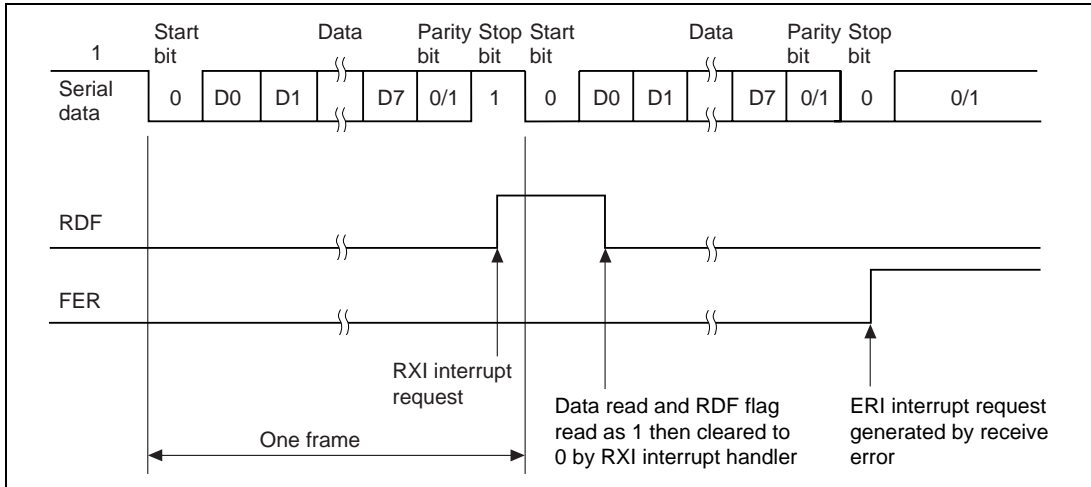 Start Data Parity Stop Start Data Parity Stop
1 bit bit bit bit bit bit
Serial data 0 D0 D1 D7 0/1 1 0 D0 D1 D7 0/1 0 0/1
RDF
FER
RXI interrupt
request
Data read and RDF flag
read as 1 then cleared to
0 by RXI interrupt handler
ERI interrupt request
generated by receive
error
One frame